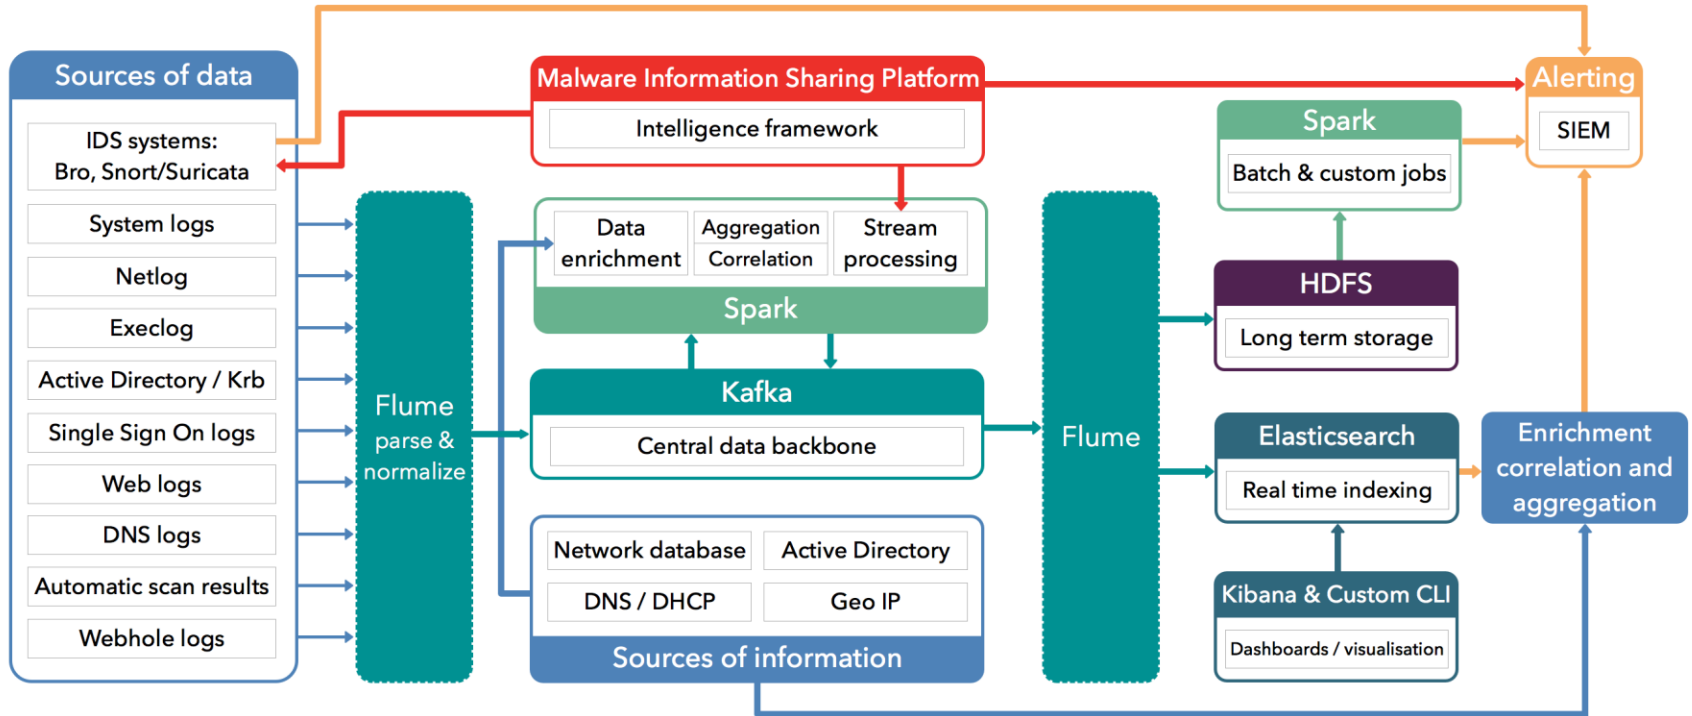 Sources of data
IDS systems:
Bro, Snort/Suricata
System logs
Netlog
Execlog
Active Directory / Krb
Single Sign On logs
Web logs
DNS logs
Automatic scan results
Webhole logs
Flume
parse &
normalize
Malware Information Sharing Platform
Intelligence framework
Data
enrichment
Aggregation
Correlation
Stream
processing
Spark
Kafka
Central data backbone
Network database
Active Directory
DNS / DHCP
Geo IP
Sources of information
Flume
Spark
Batch & custom jobs
HDFS
Long term storage
Elasticsearch
Real time indexing
Kibana & Custom CLI
Dashboards / visualisation
Alerting
SIEM
Enrichment
correlation and
aggregation